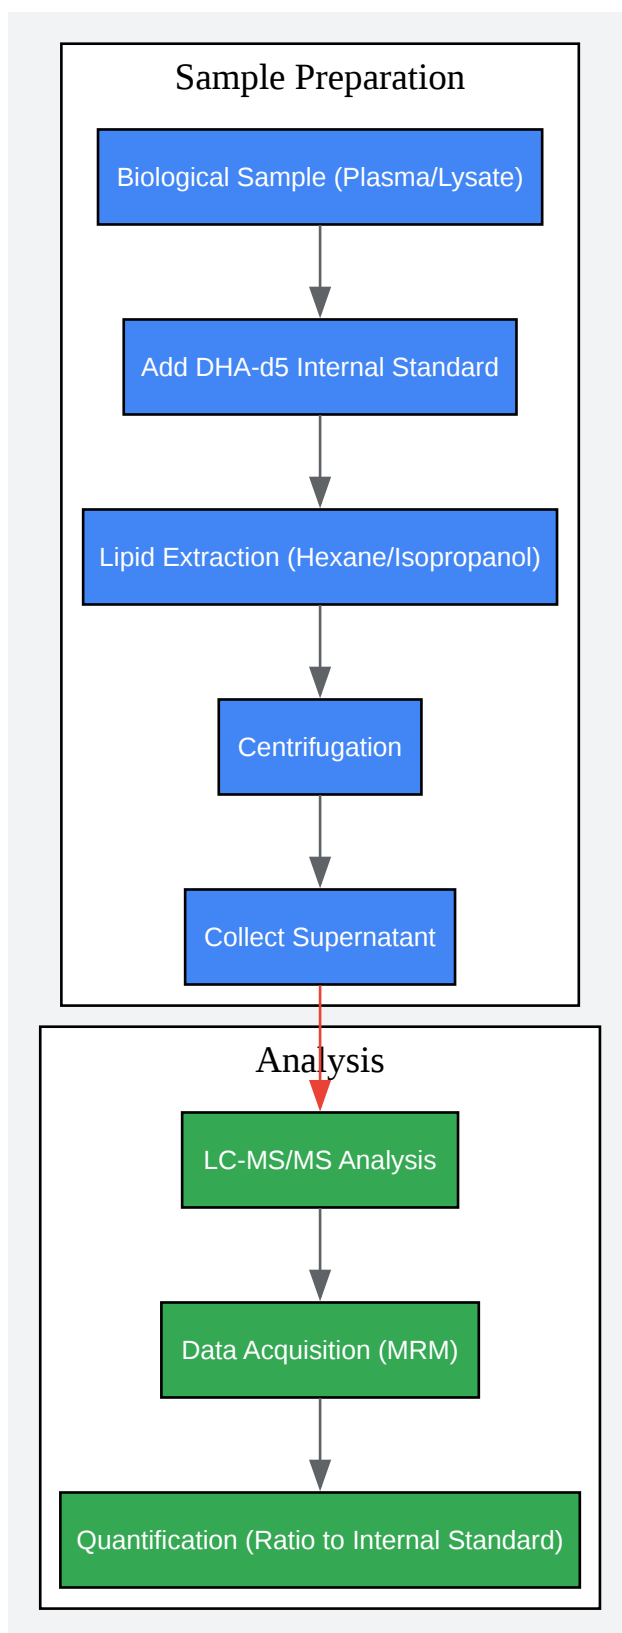 Sample Preparation
Biological Sample (Plasma/Lysate)
Add DHA-d5 Internal Standard
Lipid Extraction (Hexane/Isopropanol)
Centrifugation
Collect Supernatant
Analysis
LC-MS/MS Analysis
Data Acquisition (MRM)
Quantification (Ratio to Internal Standard)